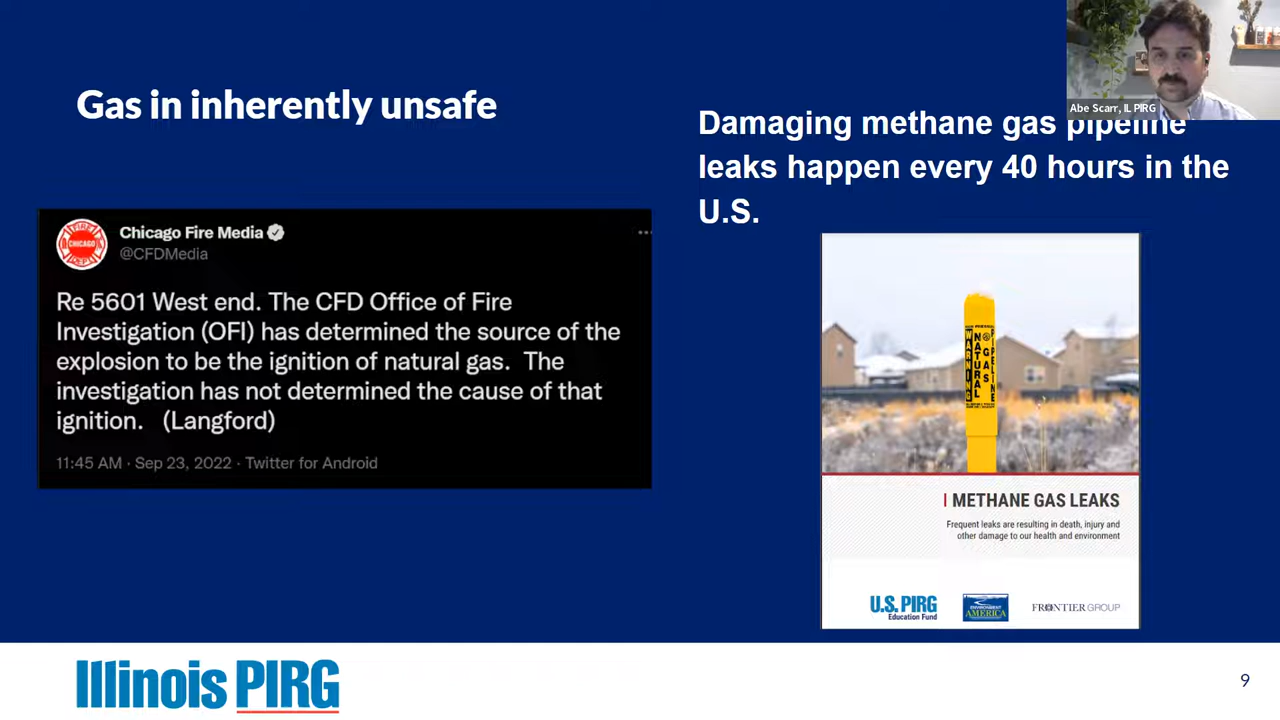 Gas in inherently unsafe
Abe Scarr, IL PIRG
Damaging methane gas pipeline
leaks happen every 40 hours in the
U.S.
Chicago Fire Media
@CFDMedia
Re 5601 West end. The CFD Office of Fire
Investigation (OFI) has determined the source of the
explosion to be the ignition of natural gas. The
investigation has not determined the cause of that
ignition. (Langford)
11:45 AM · Sep 23, 2022 · Twitter for Android
CHICAGO
FIRE
WARNING
NATURAL
GAS
PIPELINE
METHANE GAS LEAKS
Frequent leaks are resulting in death, injury and
other damage to our health and environment
U.S. PIRG
Education Fund
ENVIRONMENT
AMERICA
FRONTIER GROUP
Illinois PIRG
9